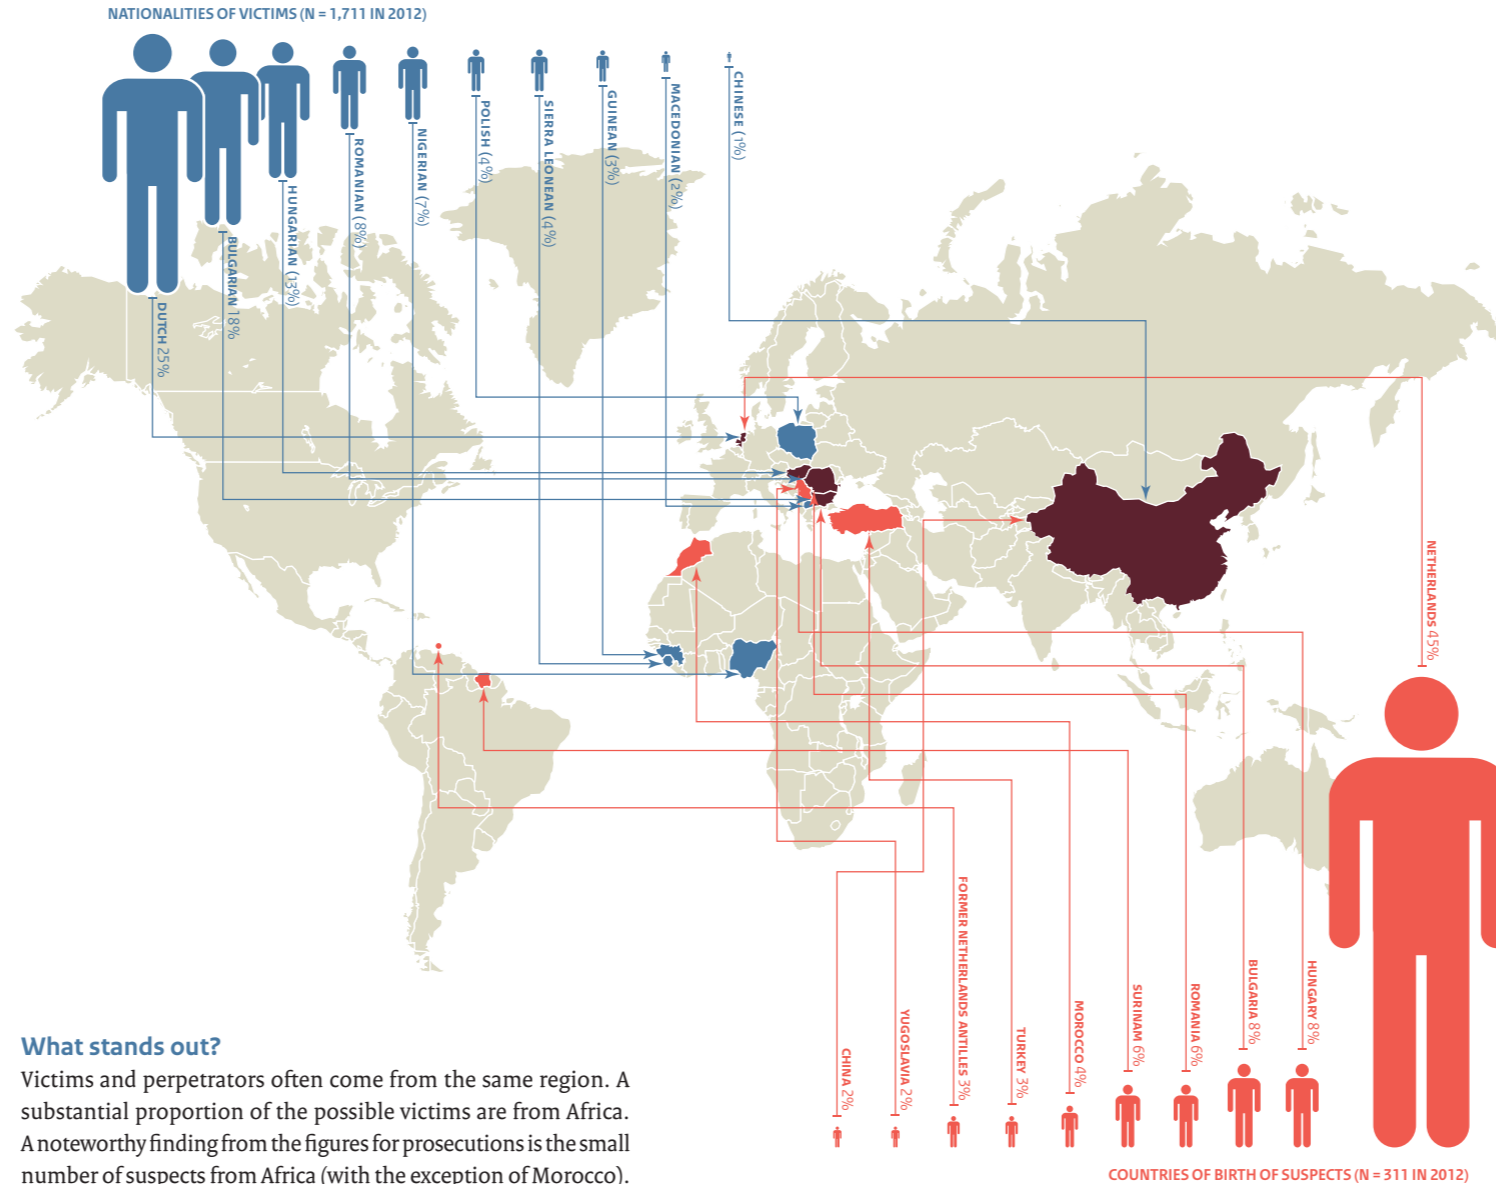 NATIONALITIES OF VICTIMS (N = 1,711 IN 2012)
DUTCH 25%
BULGARIAN 18%
HUNGARIAN (13%)
ROMANIAN (8%)
NIGERIAN (7%)
POLISH (4%)
SIERRA LEONEAN (4%)
GUINEAN (3%)
MACEDONIAN (2%)
CHINESE (1%)
NETHERLANDS 45%
CHINA 2%
YUGOSLAVIA 2%
FORMER NETHERLANDS ANTILLES 3%
TURKEY 3%
MOROCCO 4%
SURINAM 6%
ROMANIA 6%
BULGARIA 8%
HUNGARY 8%
What stands out?
Victims and perpetrators often come from the same region. A
substantial proportion of the possible victims are from Africa.
A noteworthy finding from the figures for prosecutions is the small
number of suspects from Africa (with the exception of Morocco).
COUNTRIES OF BIRTH OF SUSPECTS (N = 311 IN 2012)